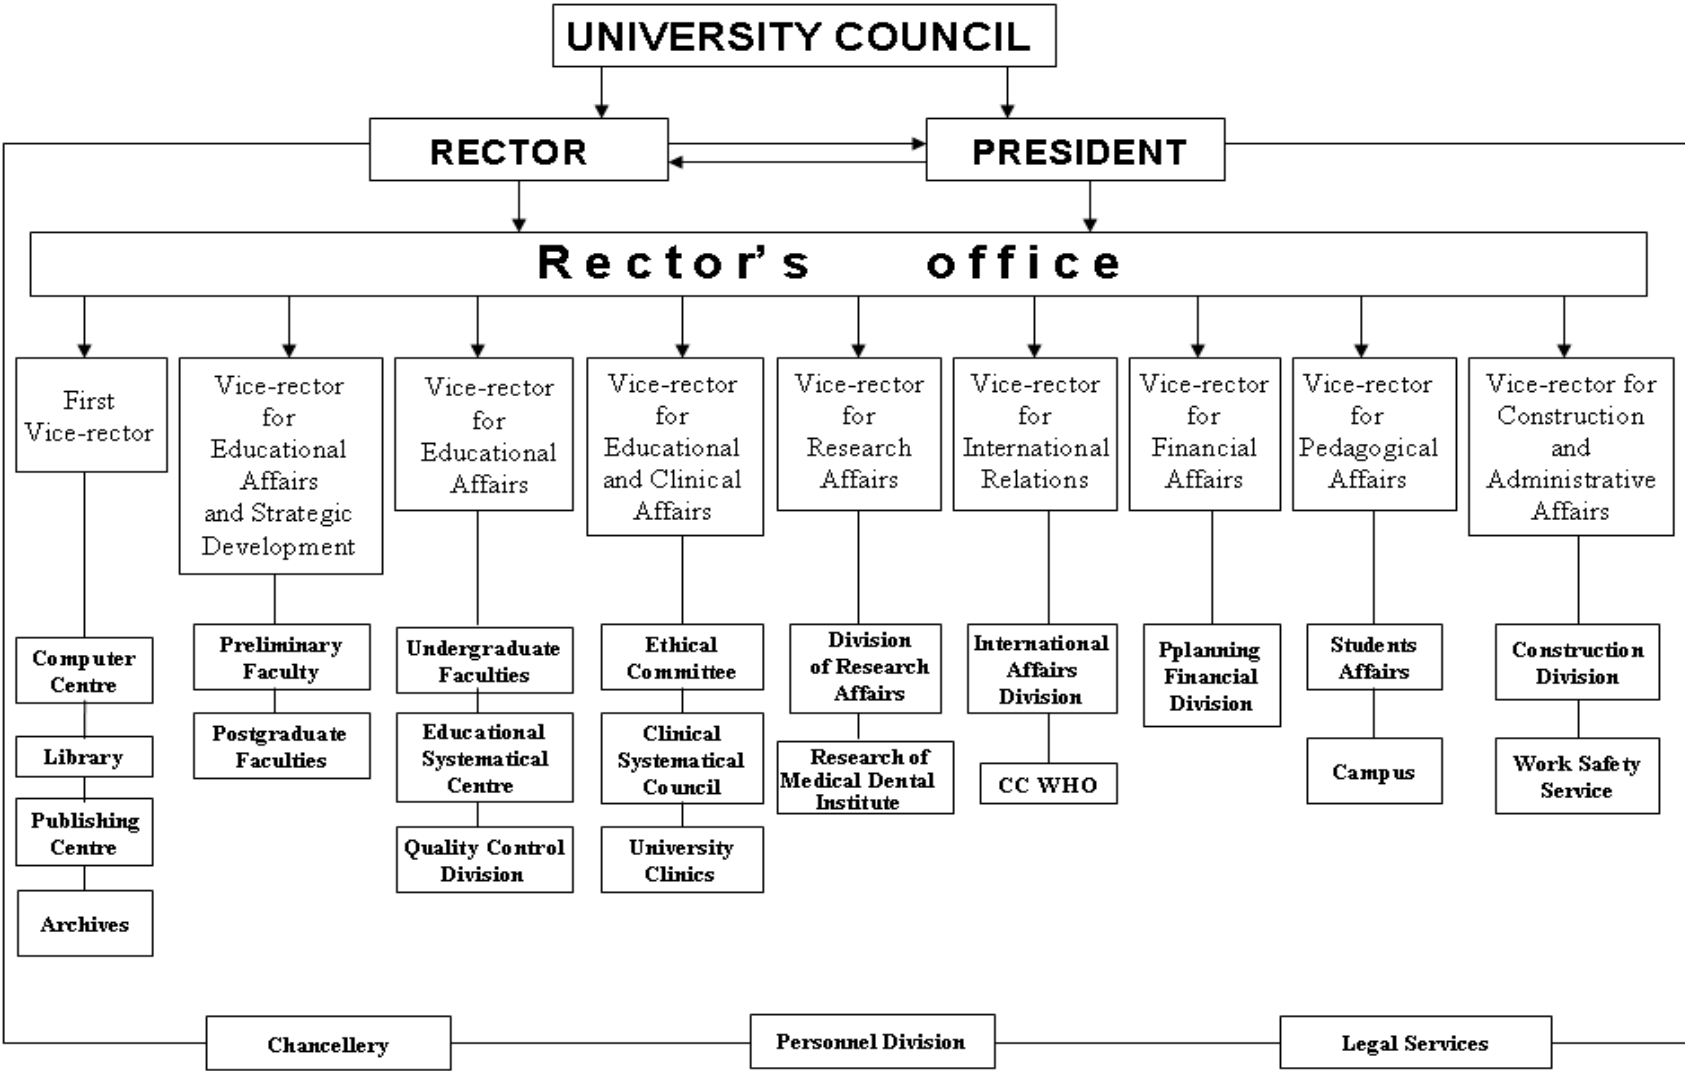 UNIVERSITY COUNCIL
RECTOR
PRESIDENT
Rector's office
First
Vice-rector
Vice-rector
for
Educational
Affairs
and Strategic
Development
Vice-rector
for
Educational
Affairs
Vice-rector
for
Educational
and Clinical
Affairs
Vice-rector
for
Research
Affairs
Vice-rector
for
International
Relations
Vice-rector
for
Financial
Affairs
Vice-rector
for
Pedagogical
Affairs
Vice-rector for
Construction
and
Administrative
Affairs
Computer
Centre
Library
Publishing
Centre
Archives
Preliminary
Faculty
Postgraduate
Faculties
Undergraduate
Faculties
Educational
Systematical
Centre
Quality Control
Division
Ethical
Committee
Clinical
Systematical
Council
University
Clinics
Division
of Research
Affairs
Research of
Medical Dental
Institute
International
Affairs
Division
CC WHO
Pplanning
Financial
Division
Students
Affairs
Campus
Construction
Division
Work Safety
Service
Chancellery
Personnel Division
Legal Services